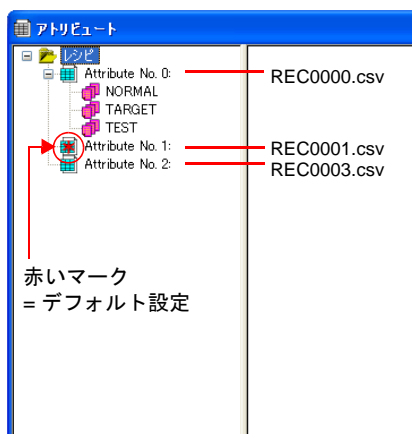 アトリビュート
レシピ
Attribute No. 0: REC0000.csv
NORMAL
TARGET
TEST
Attribute No. 1: REC0001.csv
Attribute No. 2: REC0003.csv
赤いマーク
= デフォルト設定